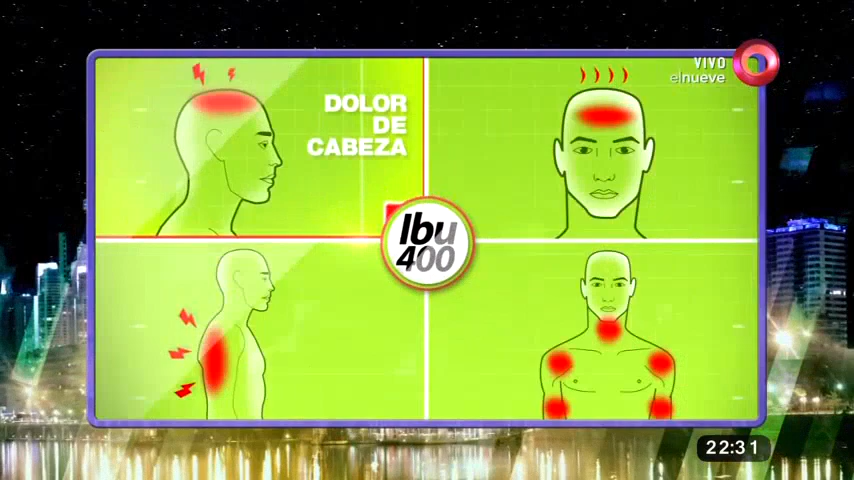 VIVO
elnueve
DOLOR
DE
CABEZA
Ibu
400
22:31